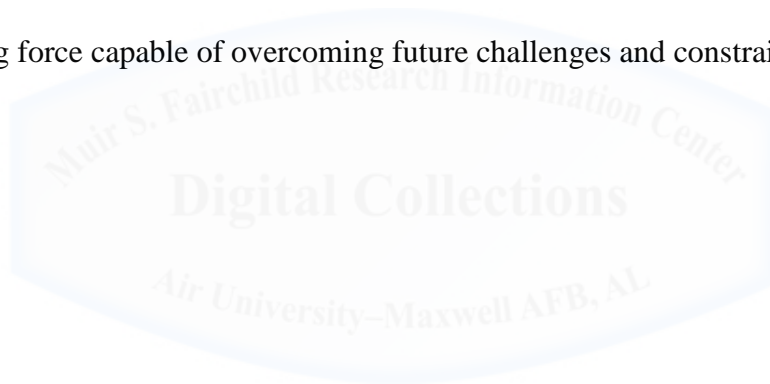 g force capable of overcoming future challenges and constrai
Muir S. Fairchild Research Information Center
Digital Collections
Air University–Maxwell AFB, AL